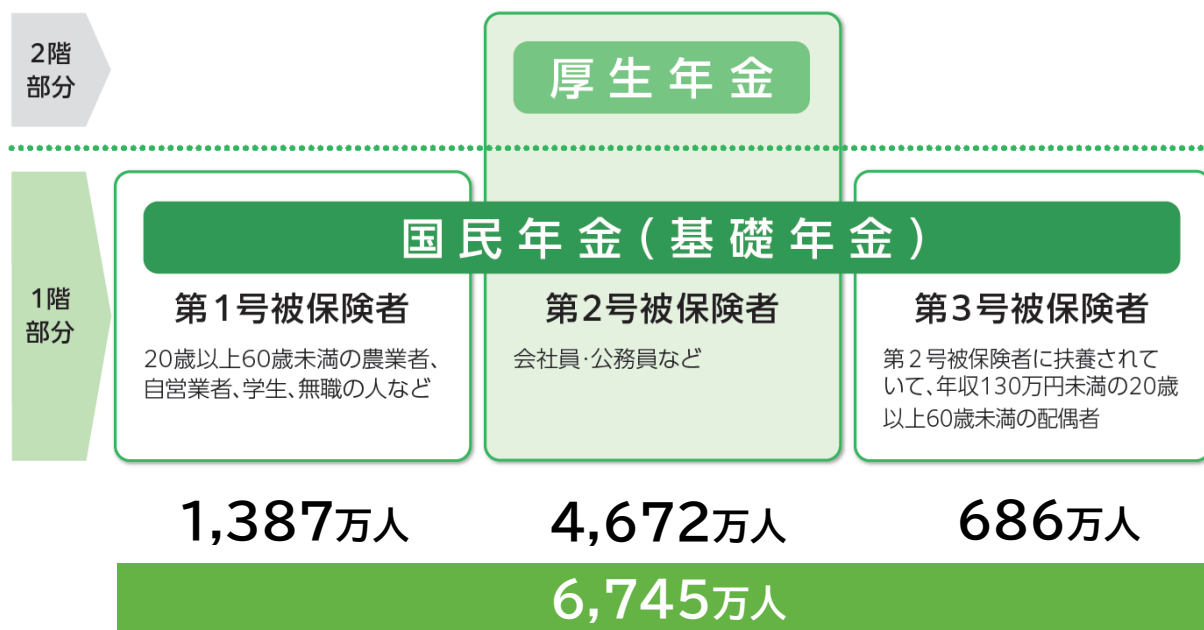 2階
部分
厚生年金
1階
部分
国民年金(基礎年金)
第1号被保険者
20歳以上60歳未満の農業者、
自営業者、学生、無職の人など
第2号被保険者
会社員・公務員など
第3号被保険者
第2号被保険者に扶養されて
いて、年収130万円未満の20歳
以上60歳未満の配偶者
1,387万人
4,672万人
686万人
6,745万人